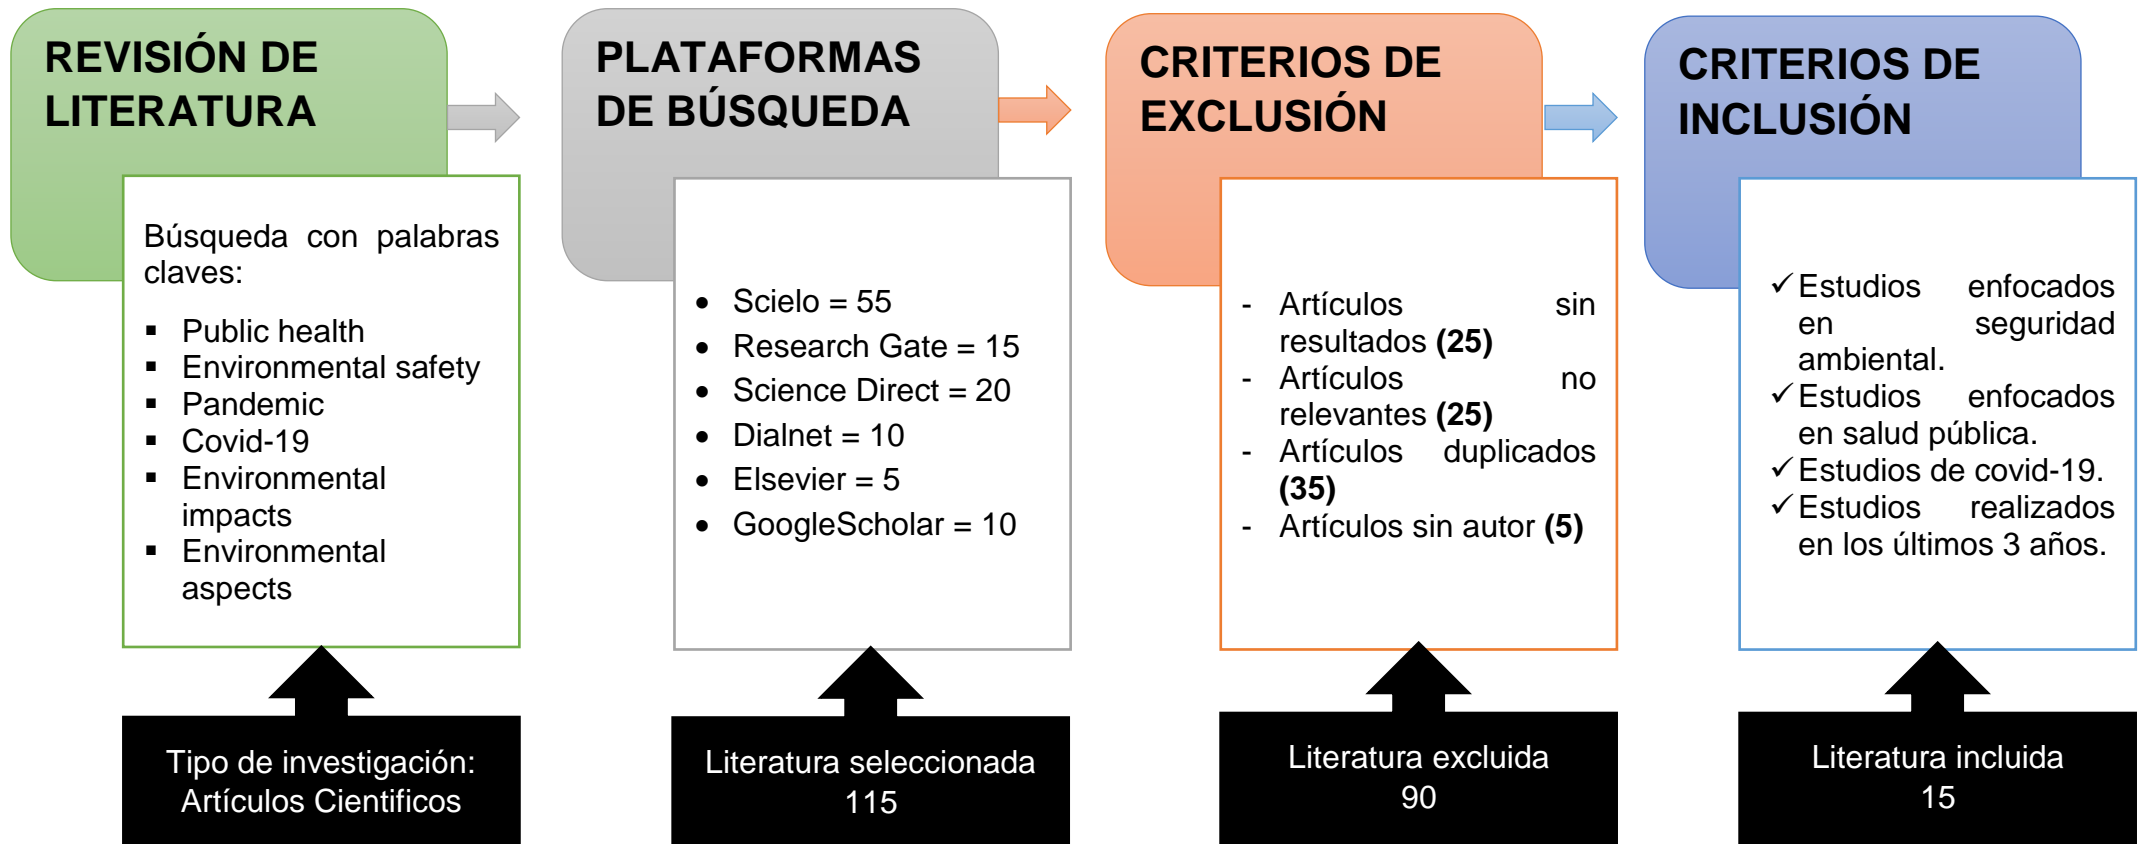 REVISIÓN DE
LITERATURA
Búsqueda con palabras
claves:
▪ Public health
▪ Environmental safety
▪ Pandemic
▪ Covid-19
▪ Environmental
impacts
▪ Environmental
aspects
Tipo de investigación:
Artículos Cientificos
PLATAFORMAS
DE BÚSQUEDA
• Scielo = 55
• Research Gate = 15
• Science Direct = 20
• Dialnet = 10
• Elsevier = 5
• GoogleScholar = 10
Literatura seleccionada
115
CRITERIOS DE
EXCLUSIÓN
- Artículos sin
resultados (25)
- Artículos no
relevantes (25)
- Artículos duplicados
(35)
- Artículos sin autor (5)
Literatura excluida
90
CRITERIOS DE
INCLUSIÓN
✓ Estudios enfocados
en seguridad
ambiental.
✓ Estudios enfocados
en salud pública.
✓ Estudios de covid-19.
✓ Estudios realizados
en los últimos 3 años.
Literatura incluida
15